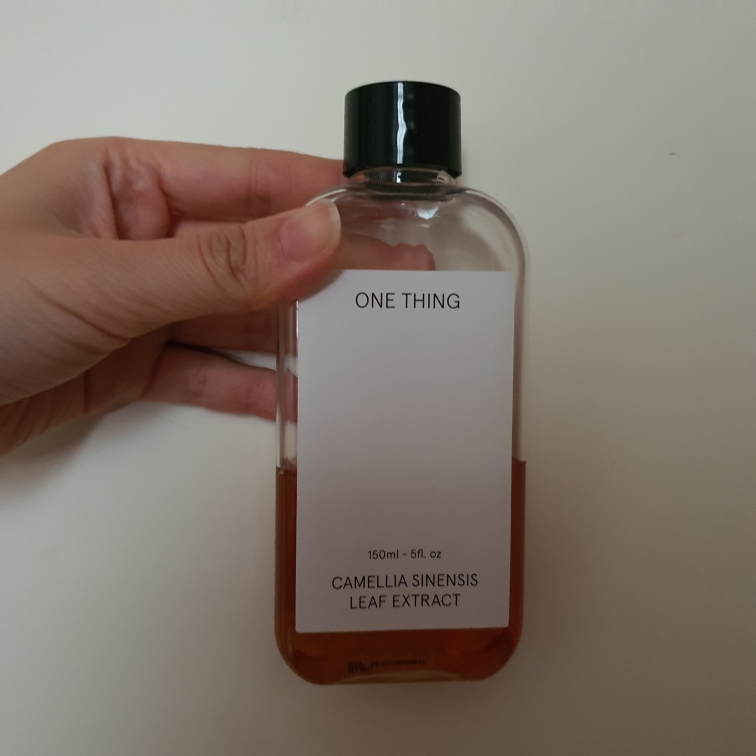 ONE THING
150ml - 5fl. oz
CAMELLIA SINENSIS
LEAF EXTRACT